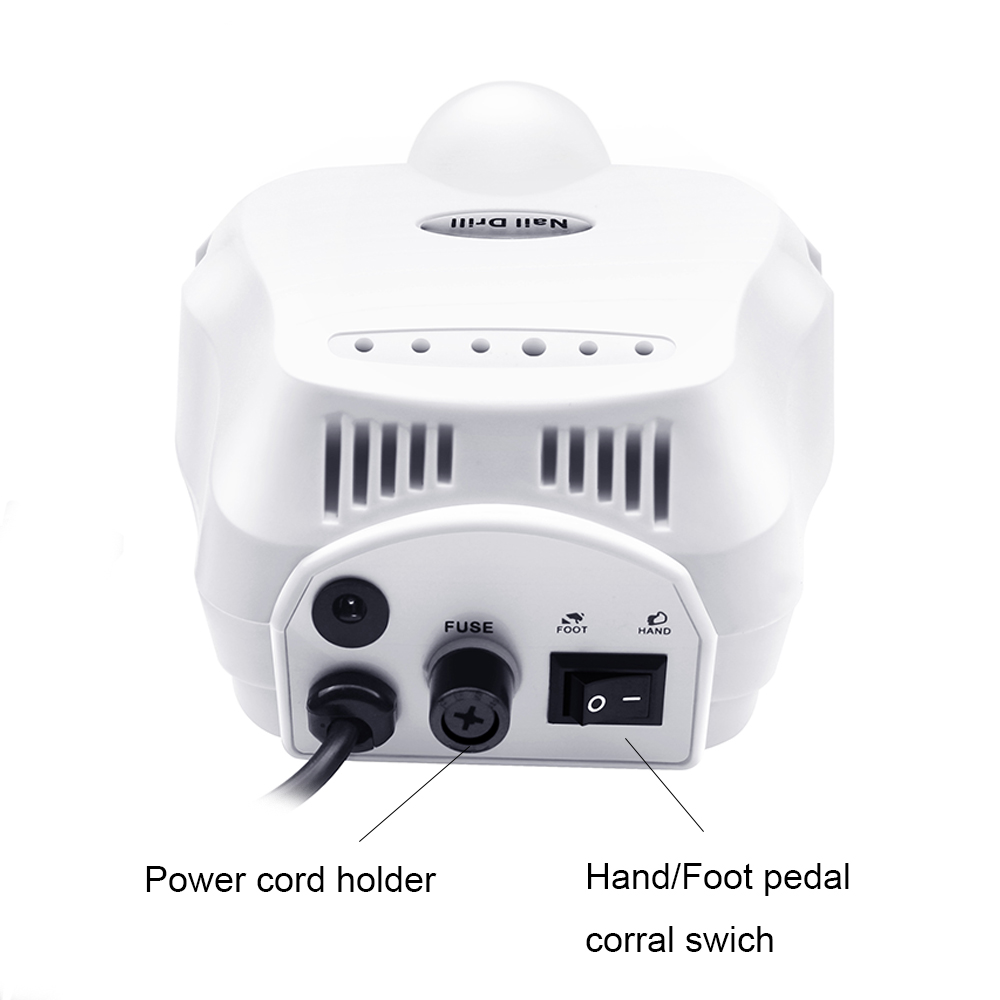 Nail Drill
FUSE
FOOT
HAND
O —
Power cord holder
Hand/Foot pedal
corral swich